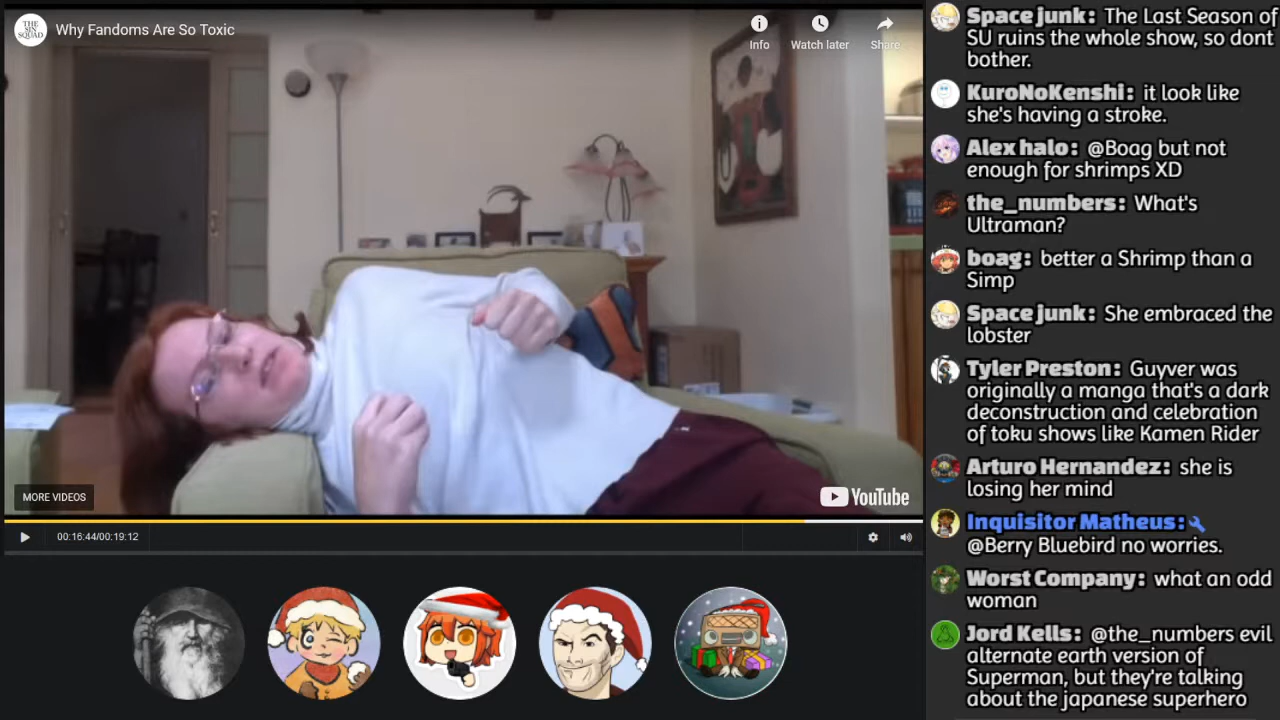 THE
SIN
SQUAD
Why Fandoms Are So Toxic
Info
Watch later
Share
MORE VIDEOS
YouTube
00:16:44/00:19:12
Space junk: The Last Season of
SU ruins the whole show, so dont
bother.
KuroNoKenshi: it look like
she's having a stroke.
Alex halo: @Boag but not
enough for shrimps XD
the_numbers: What's
Ultraman?
boag: better a Shrimp than a
Simp
Space junk: She embraced the
lobster
Tyler Preston: Guyver was
originally a manga that's a dark
deconstruction and celebration
of toku shows like Kamen Rider
Arturo Hernandez: she is
losing her mind
Inquisitor Matheus:
@Berry Bluebird no worries.
Worst Company: what an odd
woman
Jord Kells: @the_numbers evil
alternate earth version of
Superman, but they're talking
about the japanese superhero